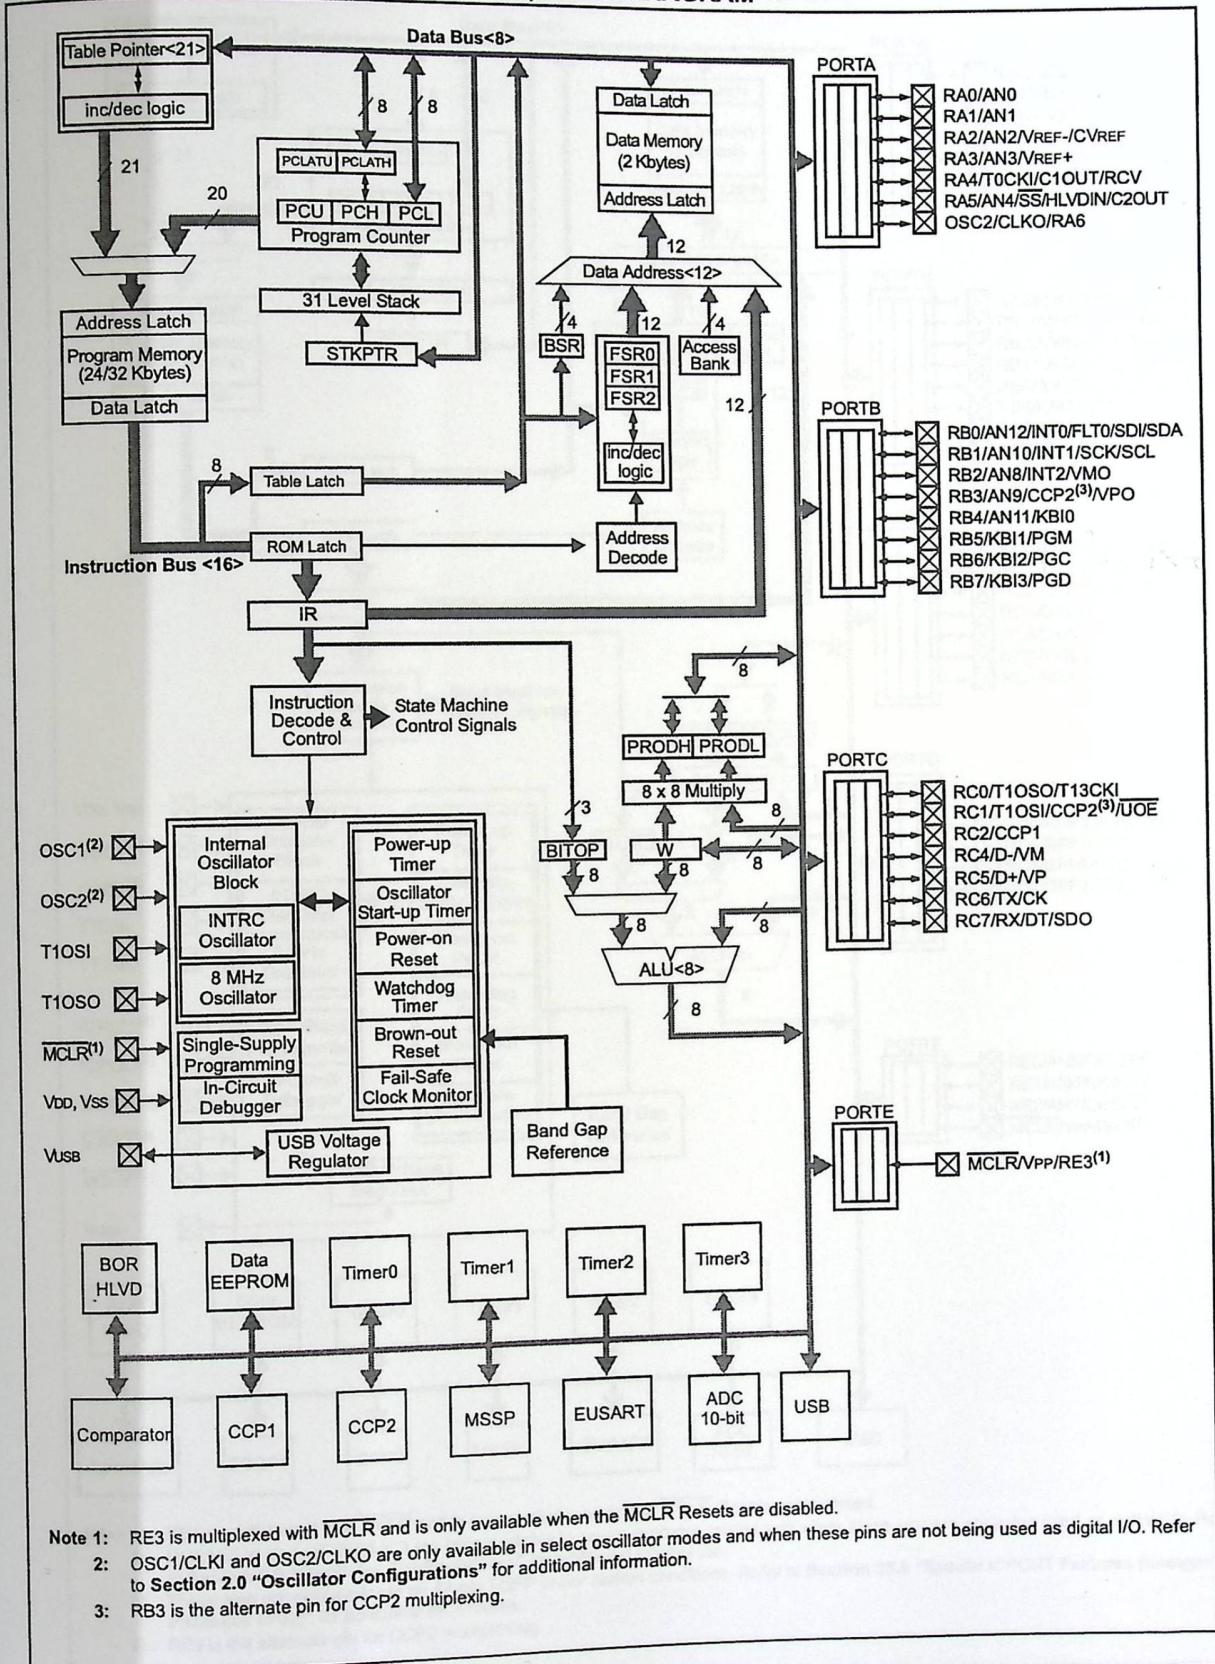 Data Bus<8>
Table Pointer<21>
inc/dec logic
21
20
8
8
PCLATU PCLATH
PCU PCH PCL
Program Counter
31 Level Stack
STKPTR
Address Latch
Program Memory
(24/32 Kbytes)
Data Latch
8
Table Latch
ROM Latch
Instruction Bus <16>
IR
Data Latch
Data Memory
(2 Kbytes)
Address Latch
12
Data Address<12>
4
12
4
BSR
FSR0
FSR1
FSR2
inc/dec
logic
Access
Bank
12
Address
Decode
Instruction
Decode &
Control
State Machine
Control Signals
8
PRODH PRODL
8 x 8 Multiply
3
8
BITOP
W
8
8
8
8
8
ALU<8>
8
OSC1(2)
OSC2(2)
T1OSI
T1OSO
MCLR(1)
VDD, VSS
VUSB
Internal
Oscillator
Block
INTRC
Oscillator
8 MHz
Oscillator
Single-Supply
Programming
In-Circuit
Debugger
USB Voltage
Regulator
Power-up
Timer
Oscillator
Start-up Timer
Power-on
Reset
Watchdog
Timer
Brown-out
Reset
Fail-Safe
Clock Monitor
Band Gap
Reference
PORTA
RA0/AN0
RA1/AN1
RA2/AN2/VREF-/CVREF
RA3/AN3/VREF+
RA4/T0CKI/C1OUT/RCV
RA5/AN4/SS/HLVDIN/C2OUT
OSC2/CLKO/RA6
PORTB
RB0/AN12/INT0/FLT0/SDI/SDA
RB1/AN10/INT1/SCK/SCL
RB2/AN8/INT2/VMO
RB3/AN9/CCP2(3)/VPO
RB4/AN11/KBI0
RB5/KBI1/PGM
RB6/KBI2/PGC
RB7/KBI3/PGD
PORTC
RC0/T1OSO/T13CKI
RC1/T1OSI/CCP2(3)/UOE
RC2/CCP1
RC4/D-/VM
RC5/D+/VP
RC6/TX/CK
RC7/RX/DT/SDO
PORTE
MCLR/VPP/RE3(1)
BOR
HLVD
Data
EEPROM
Timer0
Timer1
Timer2
Timer3
Comparator
CCP1
CCP2
MSSP
EUSART
ADC
10-bit
USB
Note 1: RE3 is multiplexed with MCLR and is only available when the MCLR Resets are disabled.
2: OSC1/CLKI and OSC2/CLKO are only available in select oscillator modes and when these pins are not being used as digital I/O. Refer
to Section 2.0 "Oscillator Configurations" for additional information.
3: RB3 is the alternate pin for CCP2 multiplexing.